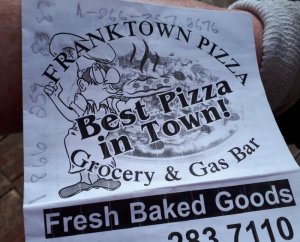 FRANKTOWN PIZZA
Best Pizza
in Town!
Grocery & Gas Bar
Fresh Baked Goods
283 7110